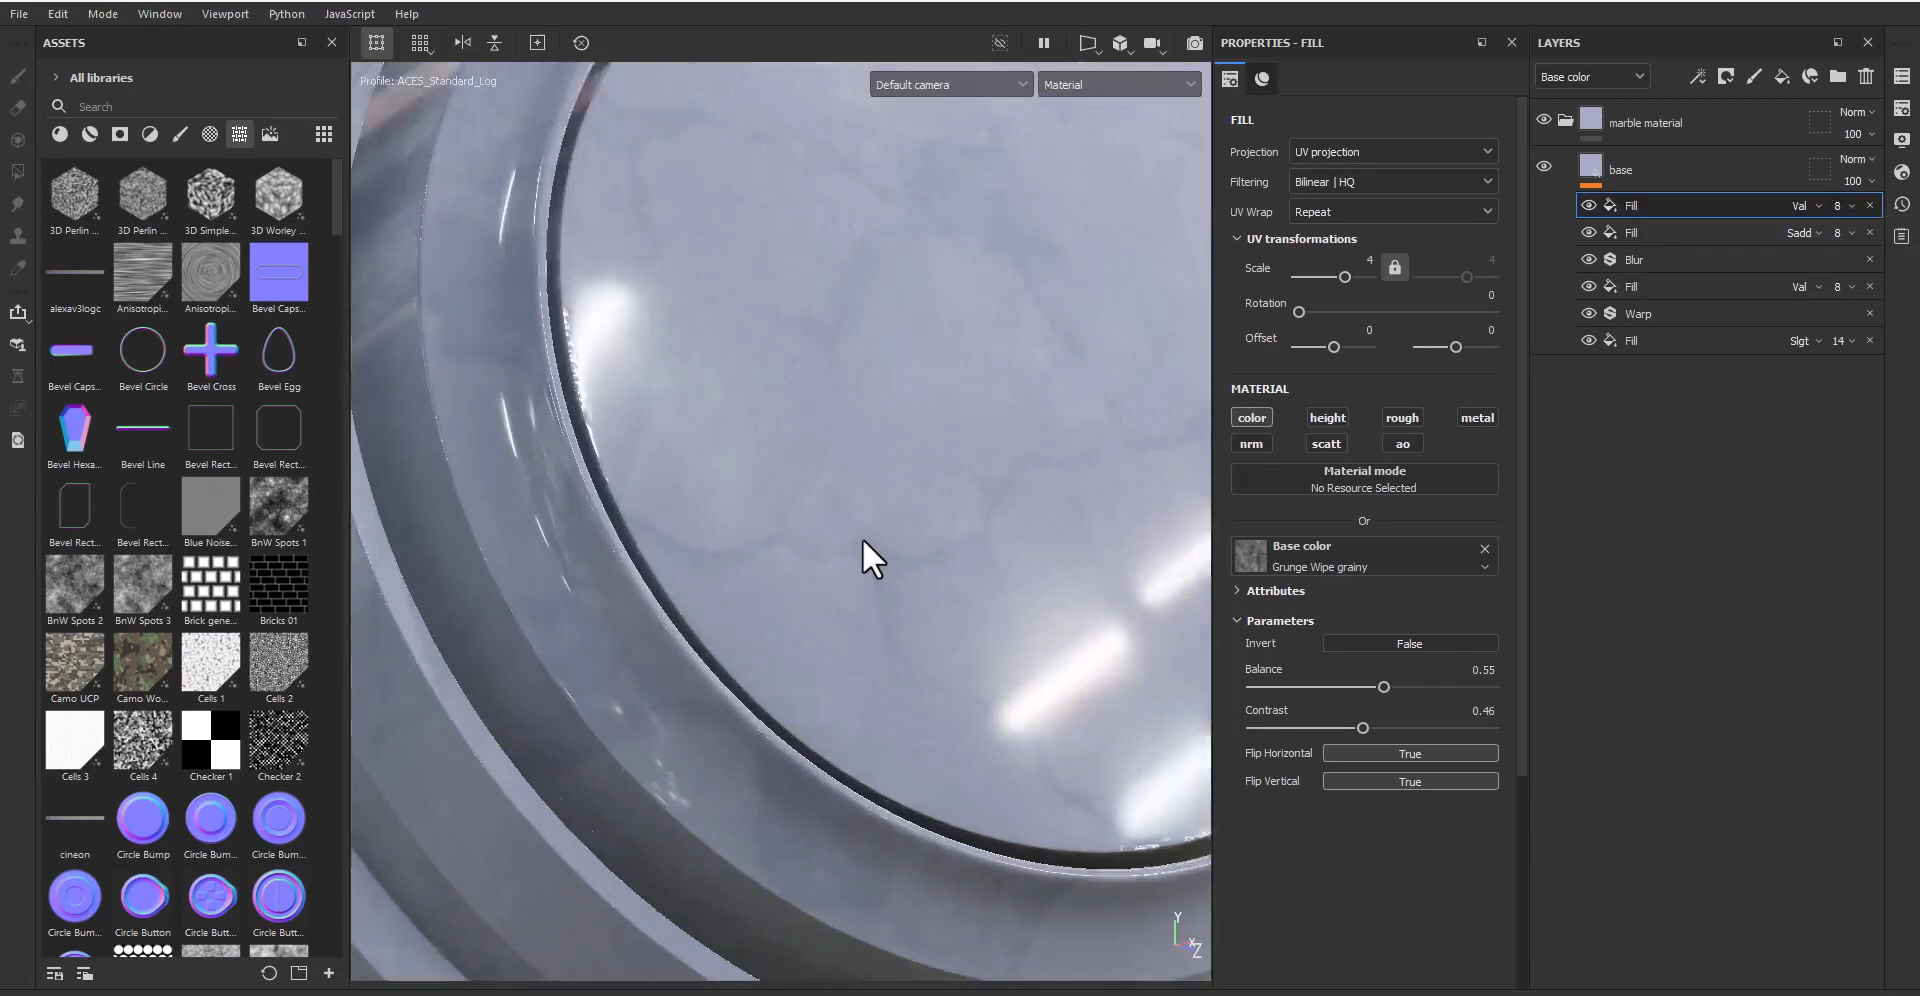 File Edit Mode Window Viewport Python JavaScript Help
ASSETS
All libraries
Search
3D Perlin ... 3D Perlin ... 3D Simple... 3D Worley ...
alexav3logc Anisotropi... Anisotropi... Bevel Caps...
Bevel Caps... Bevel Circle Bevel Cross Bevel Egg
Bevel Hexa... Bevel Line Bevel Rect... Bevel Rect...
Bevel Rect... Bevel Rect... Blue Noise... BnW Spots 1
BnW Spots 2 BnW Spots 3 Brick gene... Bricks 01
Camo UCP Camo Wo... Cells 1 Cells 2
Cells 3 Cells 4 Checker 1 Checker 2
cineon Circle Bump Circle Bum... Circle Bum...
Circle Bum... Circle Button Circle Butt... Circle Butt...
Profile: ACES_Standard_Log
Default camera
Material
Y
X
Z
PROPERTIES - FILL
FILL
Projection UV projection
Filtering Bilinear | HQ
UV Wrap Repeat
UV transformations
Scale 4 4
Rotation 0
Offset 0 0
MATERIAL
color height rough metal
nrm scatt ao
Material mode
No Resource Selected
Or
Base color
Grunge Wipe grainy
Attributes
Parameters
Invert False
Balance 0.55
Contrast 0.46
Flip Horizontal True
Flip Vertical True
LAYERS
Base color
marble material Norm
100
base Norm
100
Fill Val 8
Fill Sadd 8
Blur
Fill Val 8
Warp
Fill Slgt 14